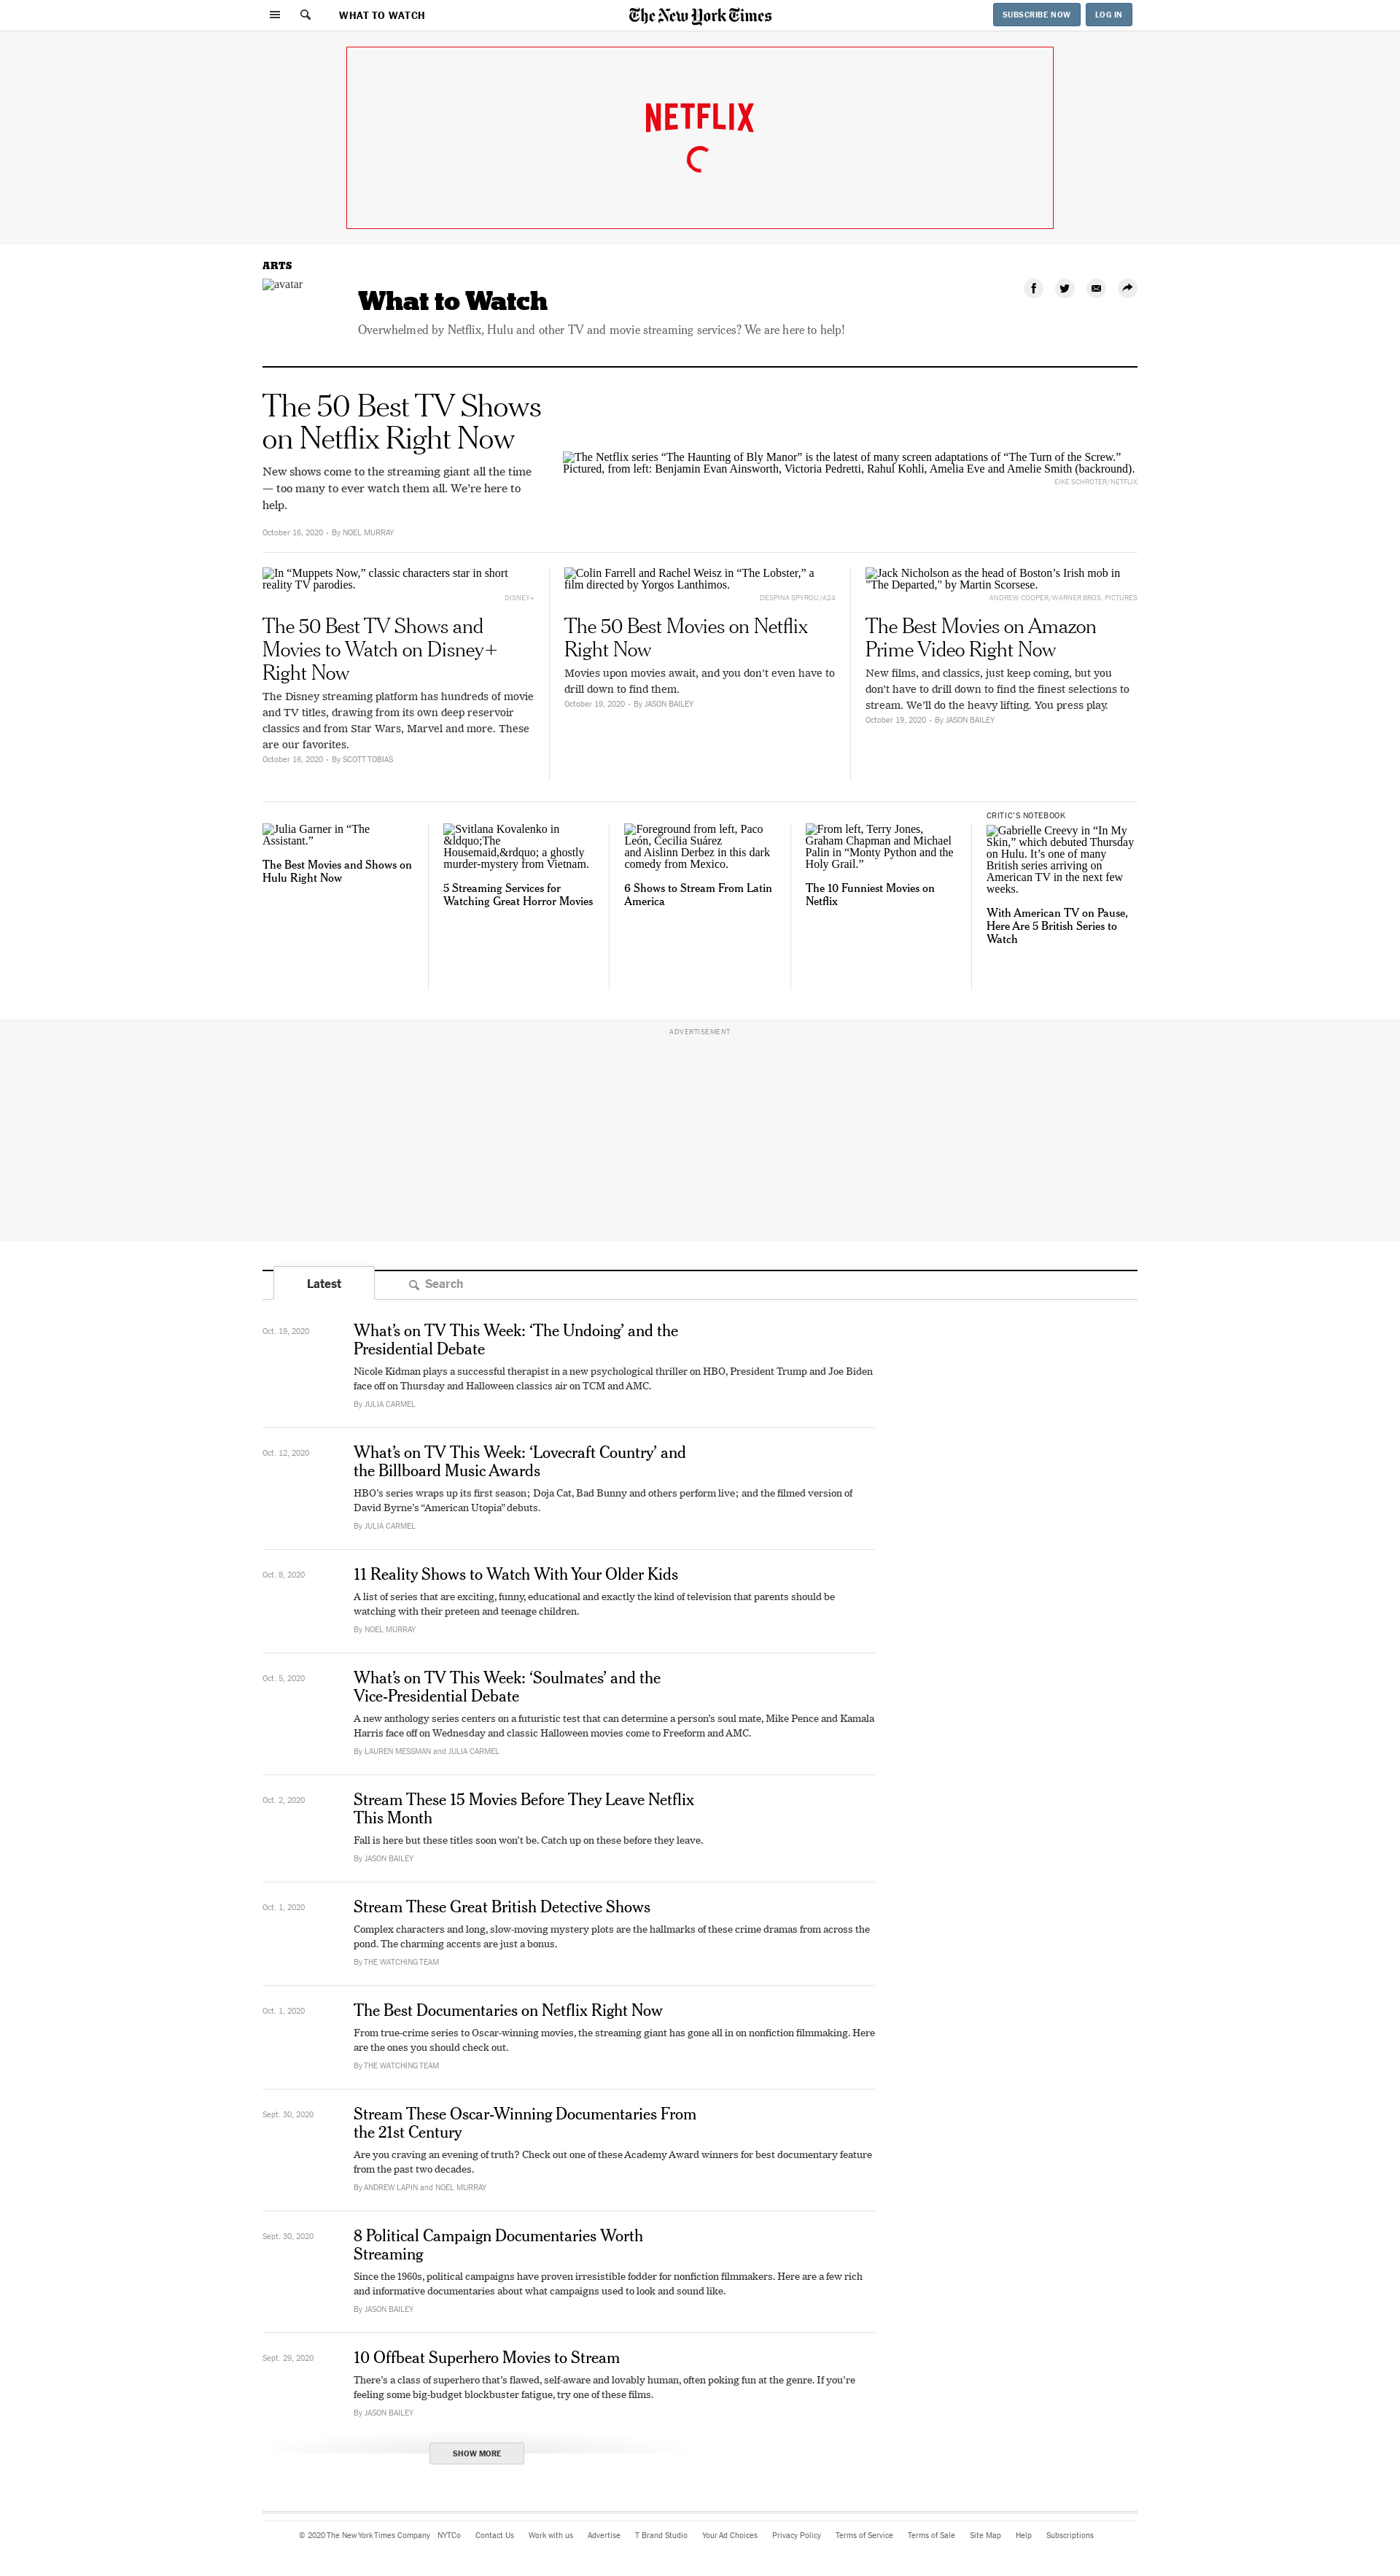 WHAT TO WATCH
The New York Times
SUBSCRIBE NOW
LOG IN
NETFLIX
ARTS
avatar
What to Watch
Overwhelmed by Netflix, Hulu and other TV and movie streaming services? We are here to help!
The 50 Best TV Shows
on Netflix Right Now
New shows come to the streaming giant all the time
— too many to ever watch them all. We’re here to
help.
October 16, 2020 • By NOEL MURRAY
The Netflix series “The Haunting of Bly Manor” is the latest of many screen adaptations of “The Turn of the Screw.”
Pictured, from left: Benjamin Evan Ainsworth, Victoria Pedretti, Rahul Kohli, Amelia Eve and Amelie Smith (backround).
EIKE SCHROTER/NETFLIX
In “Muppets Now,” classic characters star in short
reality TV parodies.
DISNEY+
The 50 Best TV Shows and
Movies to Watch on Disney+
Right Now
The Disney streaming platform has hundreds of movie
and TV titles, drawing from its own deep reservoir
classics and from Star Wars, Marvel and more. These
are our favorites.
October 16, 2020 • By SCOTT TOBIAS
Colin Farrell and Rachel Weisz in “The Lobster,” a
film directed by Yorgos Lanthimos.
DESPINA SPYROU/A24
The 50 Best Movies on Netflix
Right Now
Movies upon movies await, and you don’t even have to
drill down to find them.
October 19, 2020 • By JASON BAILEY
Jack Nicholson as the head of Boston’s Irish mob in
"The Departed," by Martin Scorsese.
ANDREW COOPER/WARNER BROS. PICTURES
The Best Movies on Amazon
Prime Video Right Now
New films, and classics, just keep coming, but you
don’t have to drill down to find the finest selections to
stream. We’ll do the heavy lifting. You press play.
October 19, 2020 • By JASON BAILEY
Julia Garner in “The
Assistant.”
The Best Movies and Shows on
Hulu Right Now
Svitlana Kovalenko in
&ldquo;The
Housemaid,&rdquo; a ghostly
murder-mystery from Vietnam.
5 Streaming Services for
Watching Great Horror Movies
Foreground from left, Paco
León, Cecilia Suárez
and Aislinn Derbez in this dark
comedy from Mexico.
6 Shows to Stream From Latin
America
From left, Terry Jones,
Graham Chapman and Michael
Palin in “Monty Python and the
Holy Grail.”
The 10 Funniest Movies on
Netflix
CRITIC’S NOTEBOOK
Gabrielle Creevy in “In My
Skin,” which debuted Thursday
on Hulu. It’s one of many
British series arriving on
American TV in the next few
weeks.
With American TV on Pause,
Here Are 5 British Series to
Watch
ADVERTISEMENT
Latest
Search
Oct. 19, 2020
What’s on TV This Week: ‘The Undoing’ and the
Presidential Debate
Nicole Kidman plays a successful therapist in a new psychological thriller on HBO, President Trump and Joe Biden
face off on Thursday and Halloween classics air on TCM and AMC.
By JULIA CARMEL
Oct. 12, 2020
What’s on TV This Week: ‘Lovecraft Country’ and
the Billboard Music Awards
HBO’s series wraps up its first season; Doja Cat, Bad Bunny and others perform live; and the filmed version of
David Byrne’s “American Utopia” debuts.
By JULIA CARMEL
Oct. 8, 2020
11 Reality Shows to Watch With Your Older Kids
A list of series that are exciting, funny, educational and exactly the kind of television that parents should be
watching with their preteen and teenage children.
By NOEL MURRAY
Oct. 5, 2020
What’s on TV This Week: ‘Soulmates’ and the
Vice-Presidential Debate
A new anthology series centers on a futuristic test that can determine a person’s soul mate, Mike Pence and Kamala
Harris face off on Wednesday and classic Halloween movies come to Freeform and AMC.
By LAUREN MESSMAN and JULIA CARMEL
Oct. 2, 2020
Stream These 15 Movies Before They Leave Netflix
This Month
Fall is here but these titles soon won’t be. Catch up on these before they leave.
By JASON BAILEY
Oct. 1, 2020
Stream These Great British Detective Shows
Complex characters and long, slow-moving mystery plots are the hallmarks of these crime dramas from across the
pond. The charming accents are just a bonus.
By THE WATCHING TEAM
Oct. 1, 2020
The Best Documentaries on Netflix Right Now
From true-crime series to Oscar-winning movies, the streaming giant has gone all in on nonfiction filmmaking. Here
are the ones you should check out.
By THE WATCHING TEAM
Sept. 30, 2020
Stream These Oscar-Winning Documentaries From
the 21st Century
Are you craving an evening of truth? Check out one of these Academy Award winners for best documentary feature
from the past two decades.
By ANDREW LAPIN and NOEL MURRAY
Sept. 30, 2020
8 Political Campaign Documentaries Worth
Streaming
Since the 1960s, political campaigns have proven irresistible fodder for nonfiction filmmakers. Here are a few rich
and informative documentaries about what campaigns used to look and sound like.
By JASON BAILEY
Sept. 29, 2020
10 Offbeat Superhero Movies to Stream
There’s a class of superhero that’s flawed, self-aware and lovably human, often poking fun at the genre. If you’re
feeling some big-budget blockbuster fatigue, try one of these films.
By JASON BAILEY
SHOW MORE
© 2020 The New York Times Company NYTCo Contact Us Work with us Advertise T Brand Studio Your Ad Choices Privacy Policy Terms of Service Terms of Sale Site Map Help Subscriptions